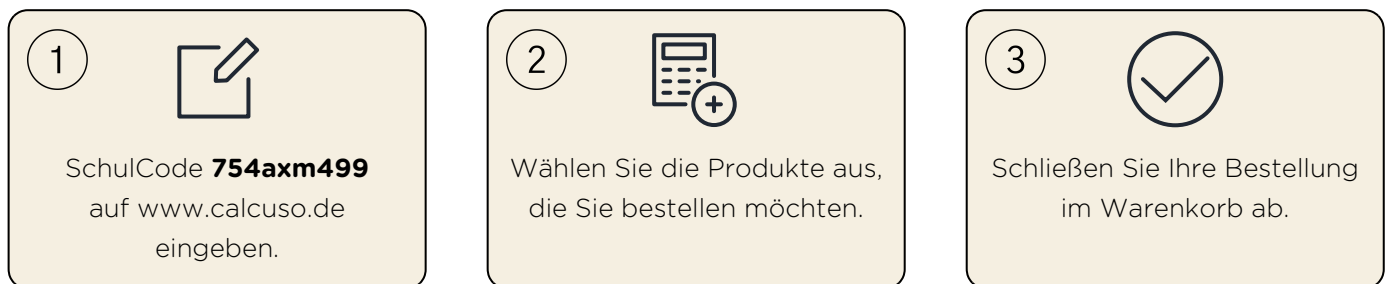 1
SchulCode 754axm499
auf www.calcuso.de
eingeben.
2
Wählen Sie die Produkte aus,
die Sie bestellen möchten.
3
Schließen Sie Ihre Bestellung
im Warenkorb ab.